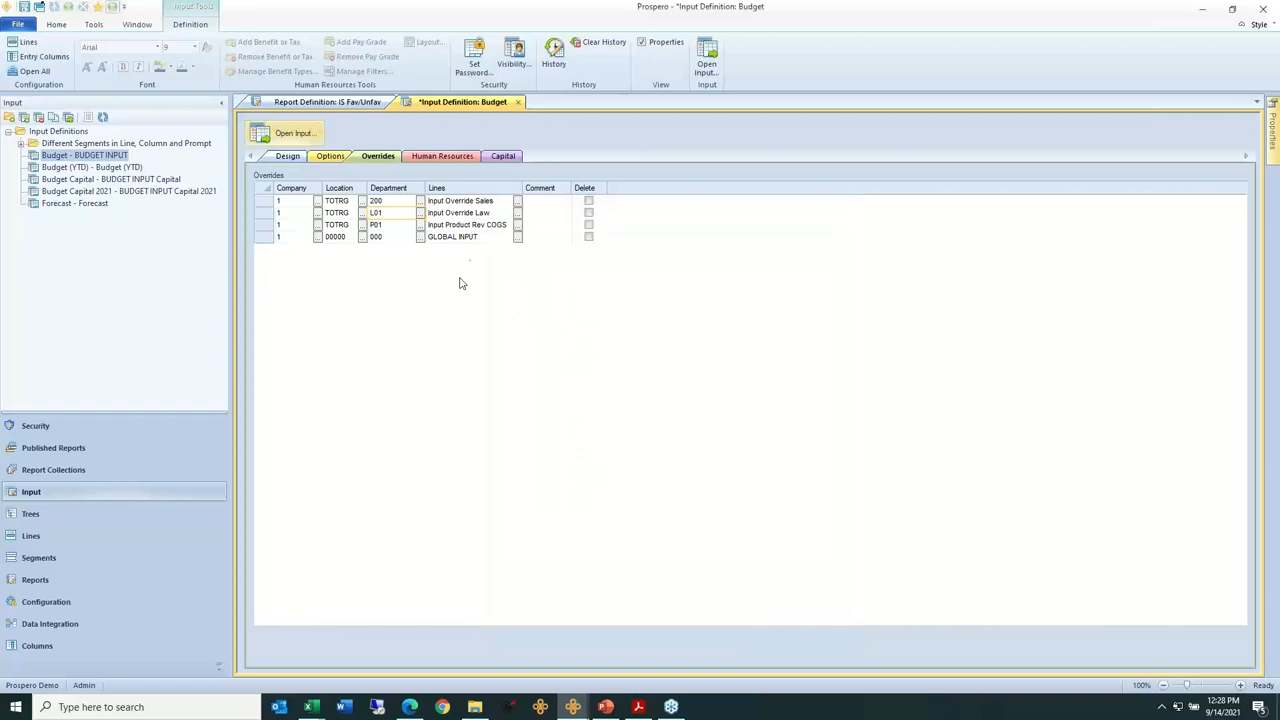 Input Tools
Prospero - *Input Definition: Budget
File
Home
Tools
Window
Definition
Style
Lines
Entry Columns
Open All
Configuration
Arial
9
Font
Add Benefit or Tax
Remove Benefit or Tax
Manage Benefit Types...
Add Pay Grade
Remove Pay Grade
Manage Filters...
Layout...
Human Resources Tools
Set Password...
Visibility...
Security
History
Clear History
History
Properties
View
Open Input...
Input
Input
Input Definitions
Different Segments in Line, Column and Prompt
Budget - BUDGET INPUT
Budget (YTD) - Budget (YTD)
Budget Capital - BUDGET INPUT Capital
Budget Capital 2021 - BUDGET INPUT Capital 2021
Forecast - Forecast
Security
Published Reports
Report Collections
Input
Trees
Lines
Segments
Reports
Configuration
Data Integration
Columns
Report Definition: IS Fav/Unfav
*Input Definition: Budget
Open Input...
Design
Options
Overrides
Human Resources
Capital
Overrides
Company Location Department Lines Comment Delete
1 ... TOTRG ... 200 ... Input Override Sales ...
1 ... TOTRG ... L01 ... Input Override Law ...
1 ... TOTRG ... P01 ... Input Product Rev COGS ...
1 ... 00000 ... 000 ... GLOBAL INPUT ...
Properties
Prospero Demo
Admin
100%
Ready
Type here to search
12:28 PM
9/14/2021